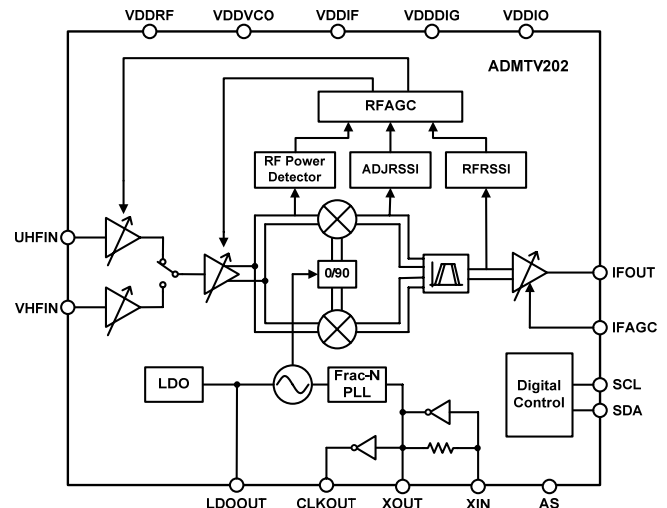 VDDRF
VDDVCO
VDDIF
VDDDIG
VDDIO
ADMTV202
RFAGC
RF Power
Detector
ADJRSSI
RFRSSI
UHFIN
VHFIN
0/90
IFOUT
IFAGC
LDO
Frac-N
PLL
Digital
Control
SCL
SDA
LDOOUT
CLKOUT
XOUT
XIN
AS